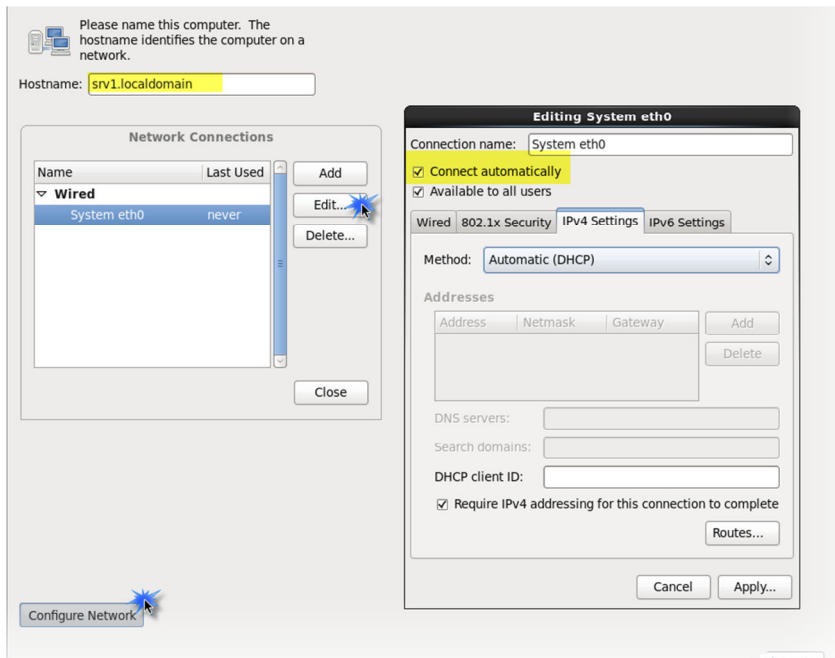 Please name this computer.  The
hostname identifies the computer on a
network.
Hostname: srv1.localdomain
Network Connections
Name Last Used
Wired
System eth0 never
Add
Edit...
Delete...
Close
Configure Network
Editing System eth0
Connection name: System eth0
Connect automatically
Available to all users
Wired 802.1x Security IPv4 Settings IPv6 Settings
Method: Automatic (DHCP)
Addresses
Address Netmask Gateway
Add
Delete
DNS servers:
Search domains:
DHCP client ID:
Require IPv4 addressing for this connection to complete
Routes...
Cancel Apply...